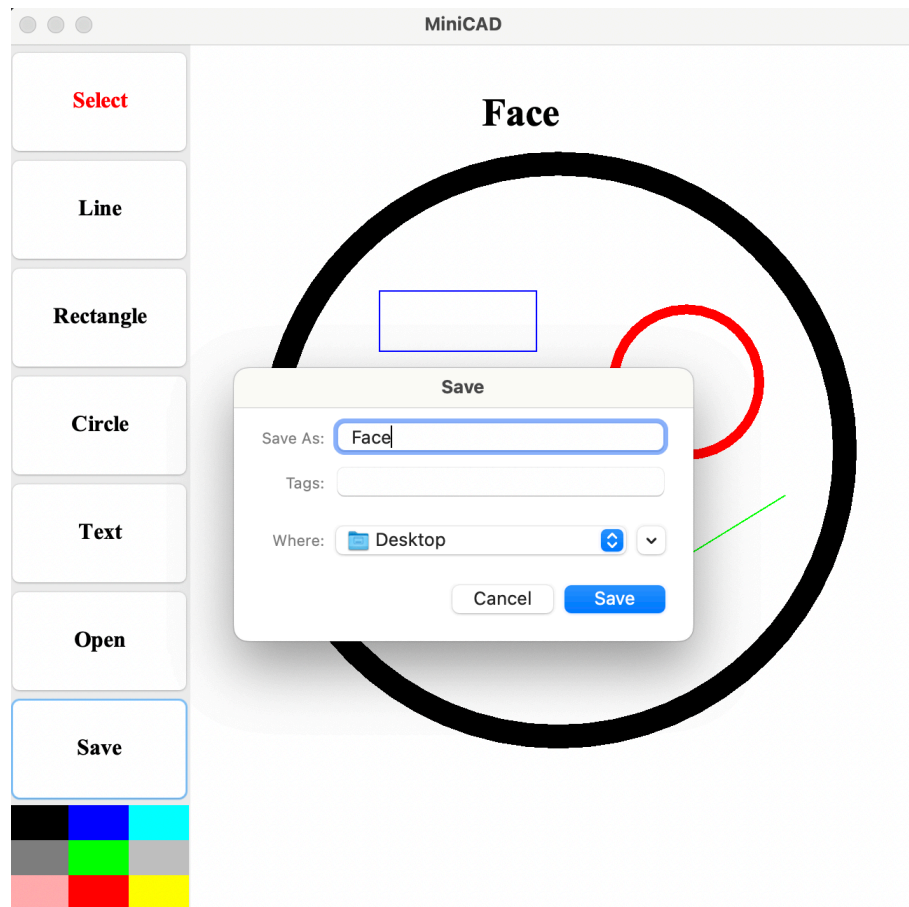 MiniCAD
Select
Line
Rectangle
Circle
Text
Open
Save
Face
Save
Save As: Face
Tags:
Where: Desktop
Cancel Save